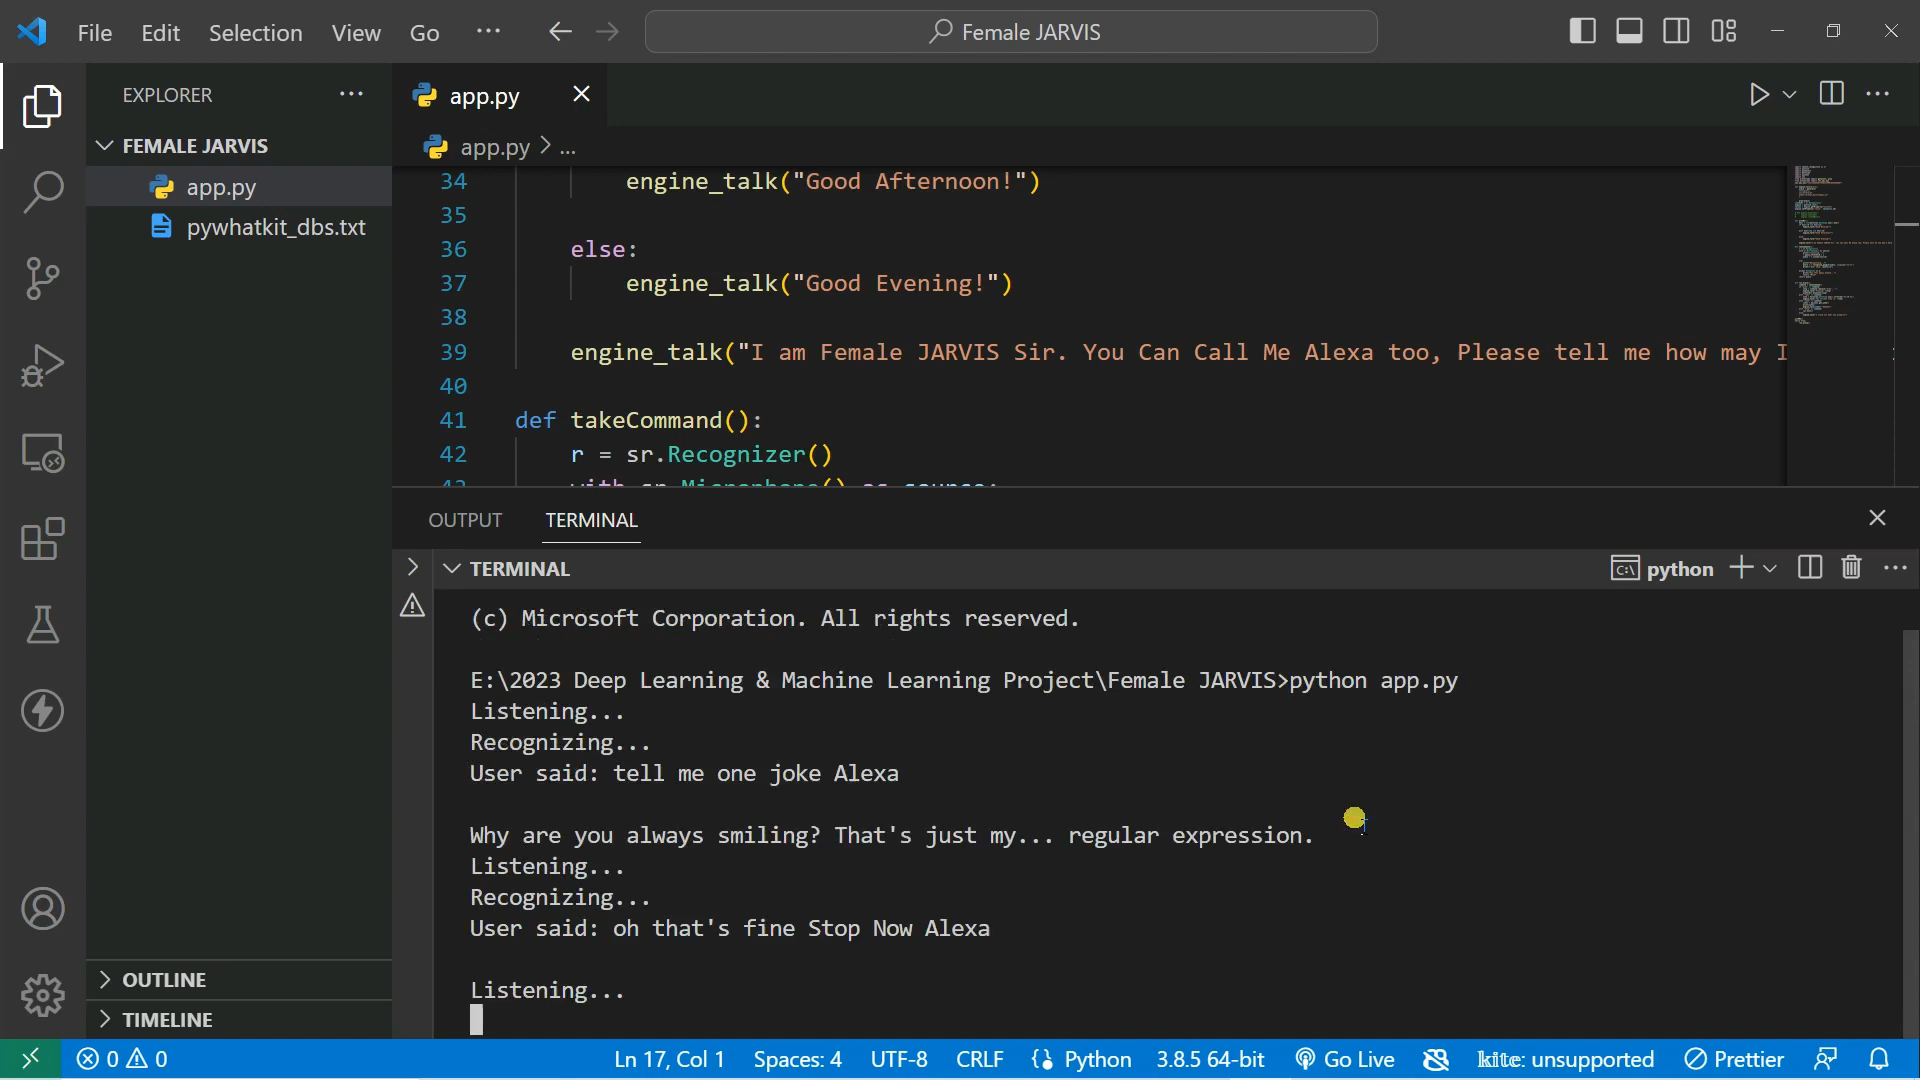 File Edit Selection View Go ··· Female JARVIS
EXPLORER ···
FEMALE JARVIS
app.py
pywhatkit_dbs.txt
OUTLINE
TIMELINE
app.py
app.py > ...
34 engine_talk("Good Afternoon!")
35
36 else:
37 engine_talk("Good Evening!")
38
39 engine_talk("I am Female JARVIS Sir. You Can Call Me Alexa too, Please tell me how may I
40
41 def takeCommand():
42 r = sr.Recognizer()
43 with sr.Microphone() as source:
OUTPUT TERMINAL
TERMINAL python
(c) Microsoft Corporation. All rights reserved.
E:\2023 Deep Learning & Machine Learning Project\Female JARVIS>python app.py
Listening...
Recognizing...
User said: tell me one joke Alexa
Why are you always smiling? That's just my... regular expression.
Listening...
Recognizing...
User said: oh that's fine Stop Now Alexa
Listening...
0 0 Ln 17, Col 1 Spaces: 4 UTF-8 CRLF Python 3.8.5 64-bit Go Live kite: unsupported Prettier